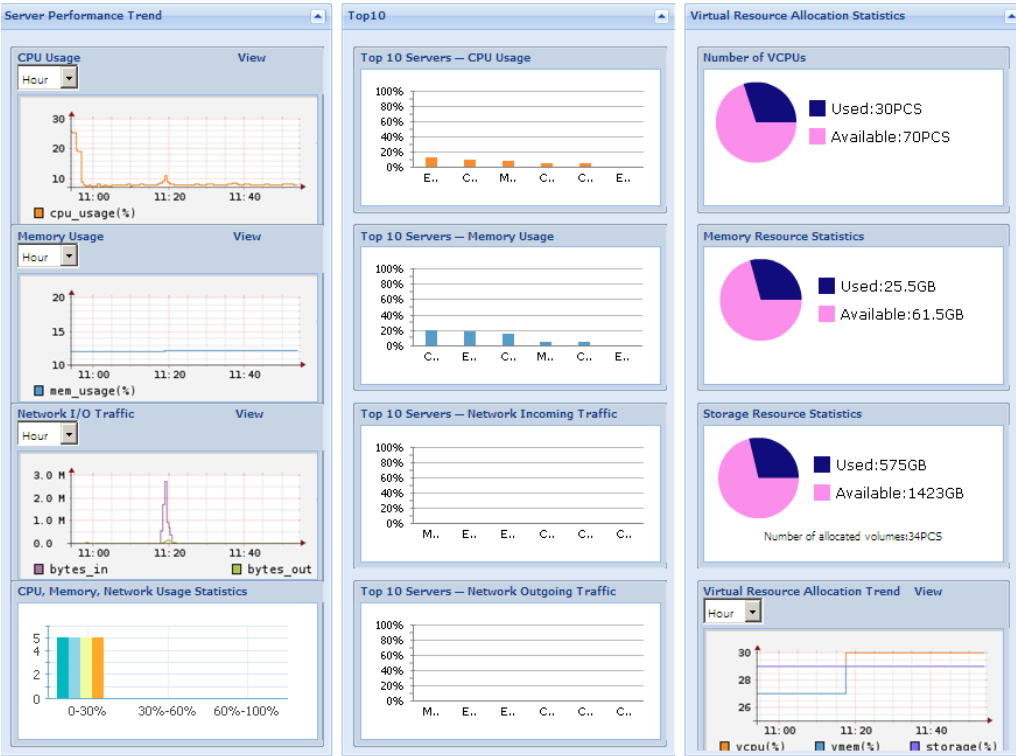 Server Performance Trend
CPU Usage View
Hour
30
20
10
11:00 11:20 11:40
cpu_usage(%)
Memory Usage View
Hour
20
15
10
11:00 11:20 11:40
mem_usage(%)
Network I/O Traffic View
Hour
3.0 M
2.0 M
1.0 M
0.0
11:00 11:20 11:40
bytes_in bytes_out
CPU, Memory, Network Usage Statistics
5
4
2
0
0-30% 30%-60% 60%-100%
Top10
Top 10 Servers — CPU Usage
100%
80%
60%
40%
20%
0%
E.. C.. M.. C.. C.. E..
Top 10 Servers — Memory Usage
100%
80%
60%
40%
20%
0%
C.. E.. C.. M.. C.. E..
Top 10 Servers — Network Incoming Traffic
100%
80%
60%
40%
20%
0%
M.. E.. E.. C.. C.. C..
Top 10 Servers — Network Outgoing Traffic
100%
80%
60%
40%
20%
0%
M.. E.. E.. C.. C.. C..
Virtual Resource Allocation Statistics
Number of VCPUs
Used:30PCS
Available:70PCS
Memory Resource Statistics
Used:25.5GB
Available:61.5GB
Storage Resource Statistics
Used:575GB
Available:1423GB
Number of allocated volumes:34PCS
Virtual Resource Allocation Trend View
Hour
30
28
26
11:00 11:20 11:40
vcpu(%) vmem(%) storage(%)